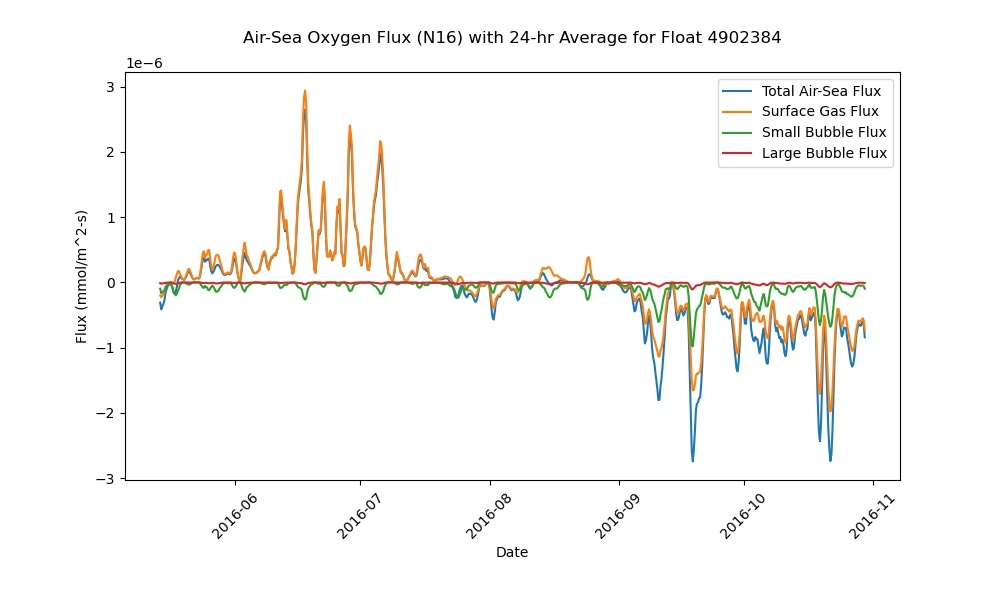 Air-Sea Oxygen Flux (N16) with 24-hr Average for Float 4902384
1e−6
Total Air-Sea Flux
Surface Gas Flux
Small Bubble Flux
Large Bubble Flux
3
2
1
0
−1
−2
−3
Flux (mmol/m^2-s)
2016-06
2016-07
2016-08
2016-09
2016-10
2016-11
Date